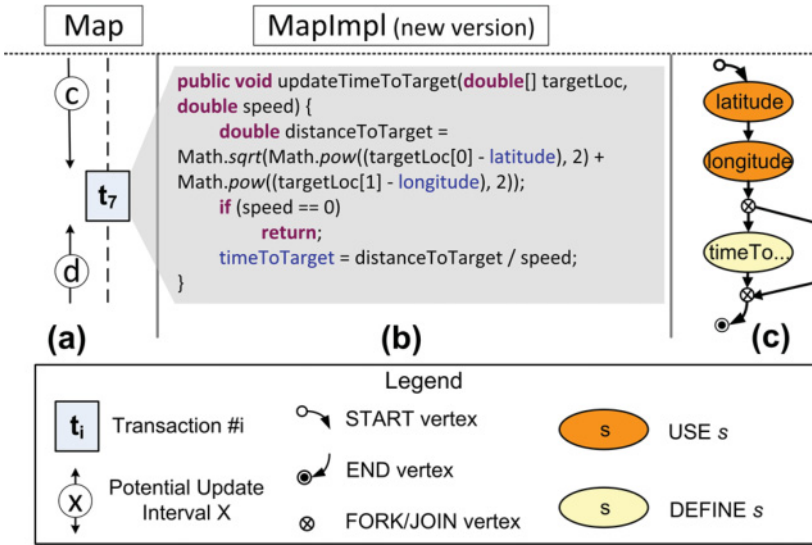 Map
MapImpl (new version)
c
t7
d
public void updateTimeToTarget(double[] targetLoc,
double speed) {
double distanceToTarget =
Math.sqrt(Math.pow((targetLoc[0] - latitude), 2) +
Math.pow((targetLoc[1] - longitude), 2));
if (speed == 0)
return;
timeToTarget = distanceToTarget / speed;
}
latitude
longitude
timeTo...
(a)
(b)
(c)
Legend
ti
Transaction #i
X
Potential Update
Interval X
START vertex
END vertex
FORK/JOIN vertex
s
USE s
s
DEFINE s